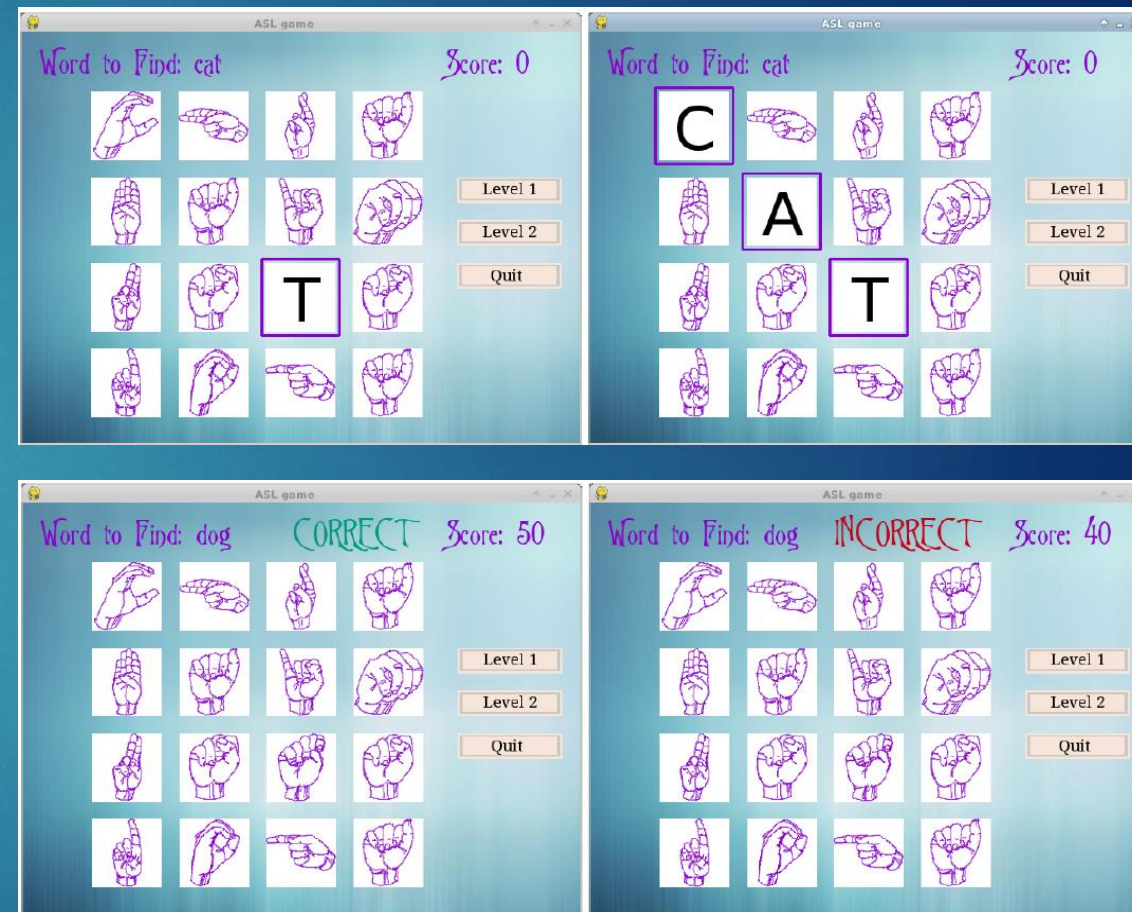 ASL game
Word to Find: cat Score: 0
Level 1
Level 2
T
Quit
ASL game
Word to Find: cat Score: 0
C
A
Level 1
Level 2
T
Quit
ASL game
Word to Find: dog CORRECT Score: 50
Level 1
Level 2
Quit
ASL game
Word to Find: dog INCORRECT Score: 40
Level 1
Level 2
Quit